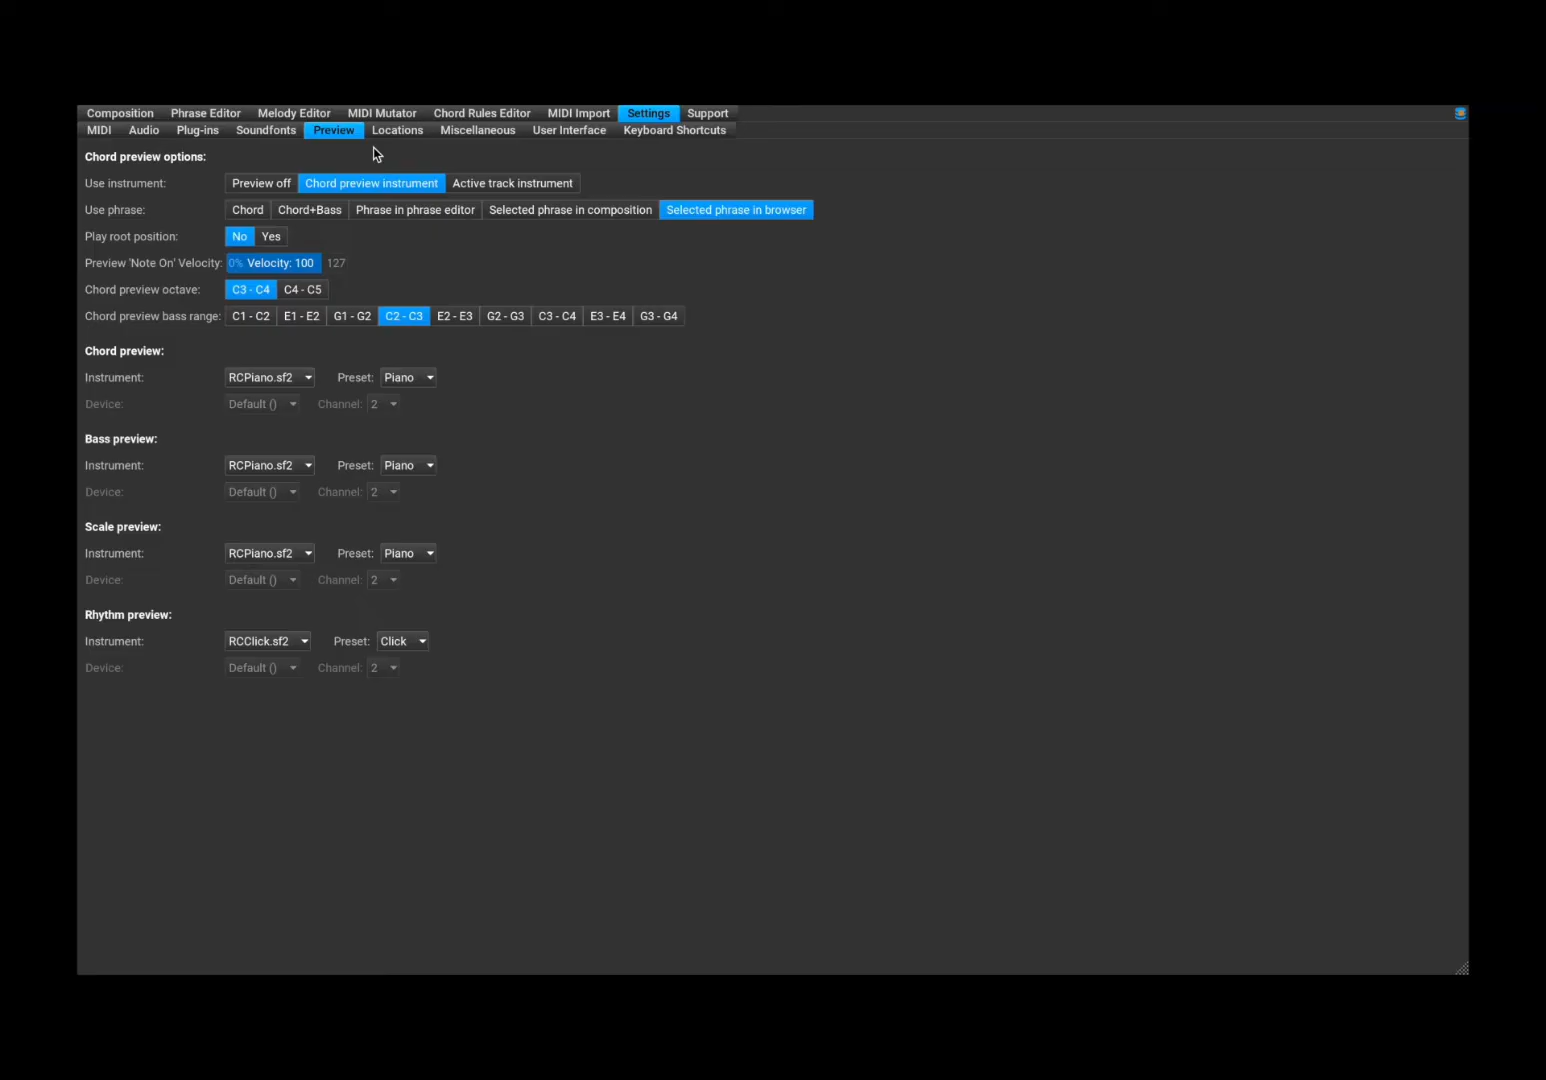 Composition Phrase Editor Melody Editor MIDI Mutator Chord Rules Editor MIDI Import Settings Support
MIDI Audio Plug-ins Soundfonts Preview Locations Miscellaneous User Interface Keyboard Shortcuts
Chord preview options:
Use instrument: Preview off Chord preview instrument Active track instrument
Use phrase: Chord Chord+Bass Phrase in phrase editor Selected phrase in composition Selected phrase in browser
Play root position: No Yes
Preview 'Note On' Velocity: 0% Velocity: 100 127
Chord preview octave: C3 - C4 C4 - C5
Chord preview bass range: C1 - C2 E1 - E2 G1 - G2 C2 - C3 E2 - E3 G2 - G3 C3 - C4 E3 - E4 G3 - G4
Chord preview:
Instrument: RCPiano.sf2 Preset: Piano
Device: Default () Channel: 2
Bass preview:
Instrument: RCPiano.sf2 Preset: Piano
Device: Default () Channel: 2
Scale preview:
Instrument: RCPiano.sf2 Preset: Piano
Device: Default () Channel: 2
Rhythm preview:
Instrument: RCClick.sf2 Preset: Click
Device: Default () Channel: 2